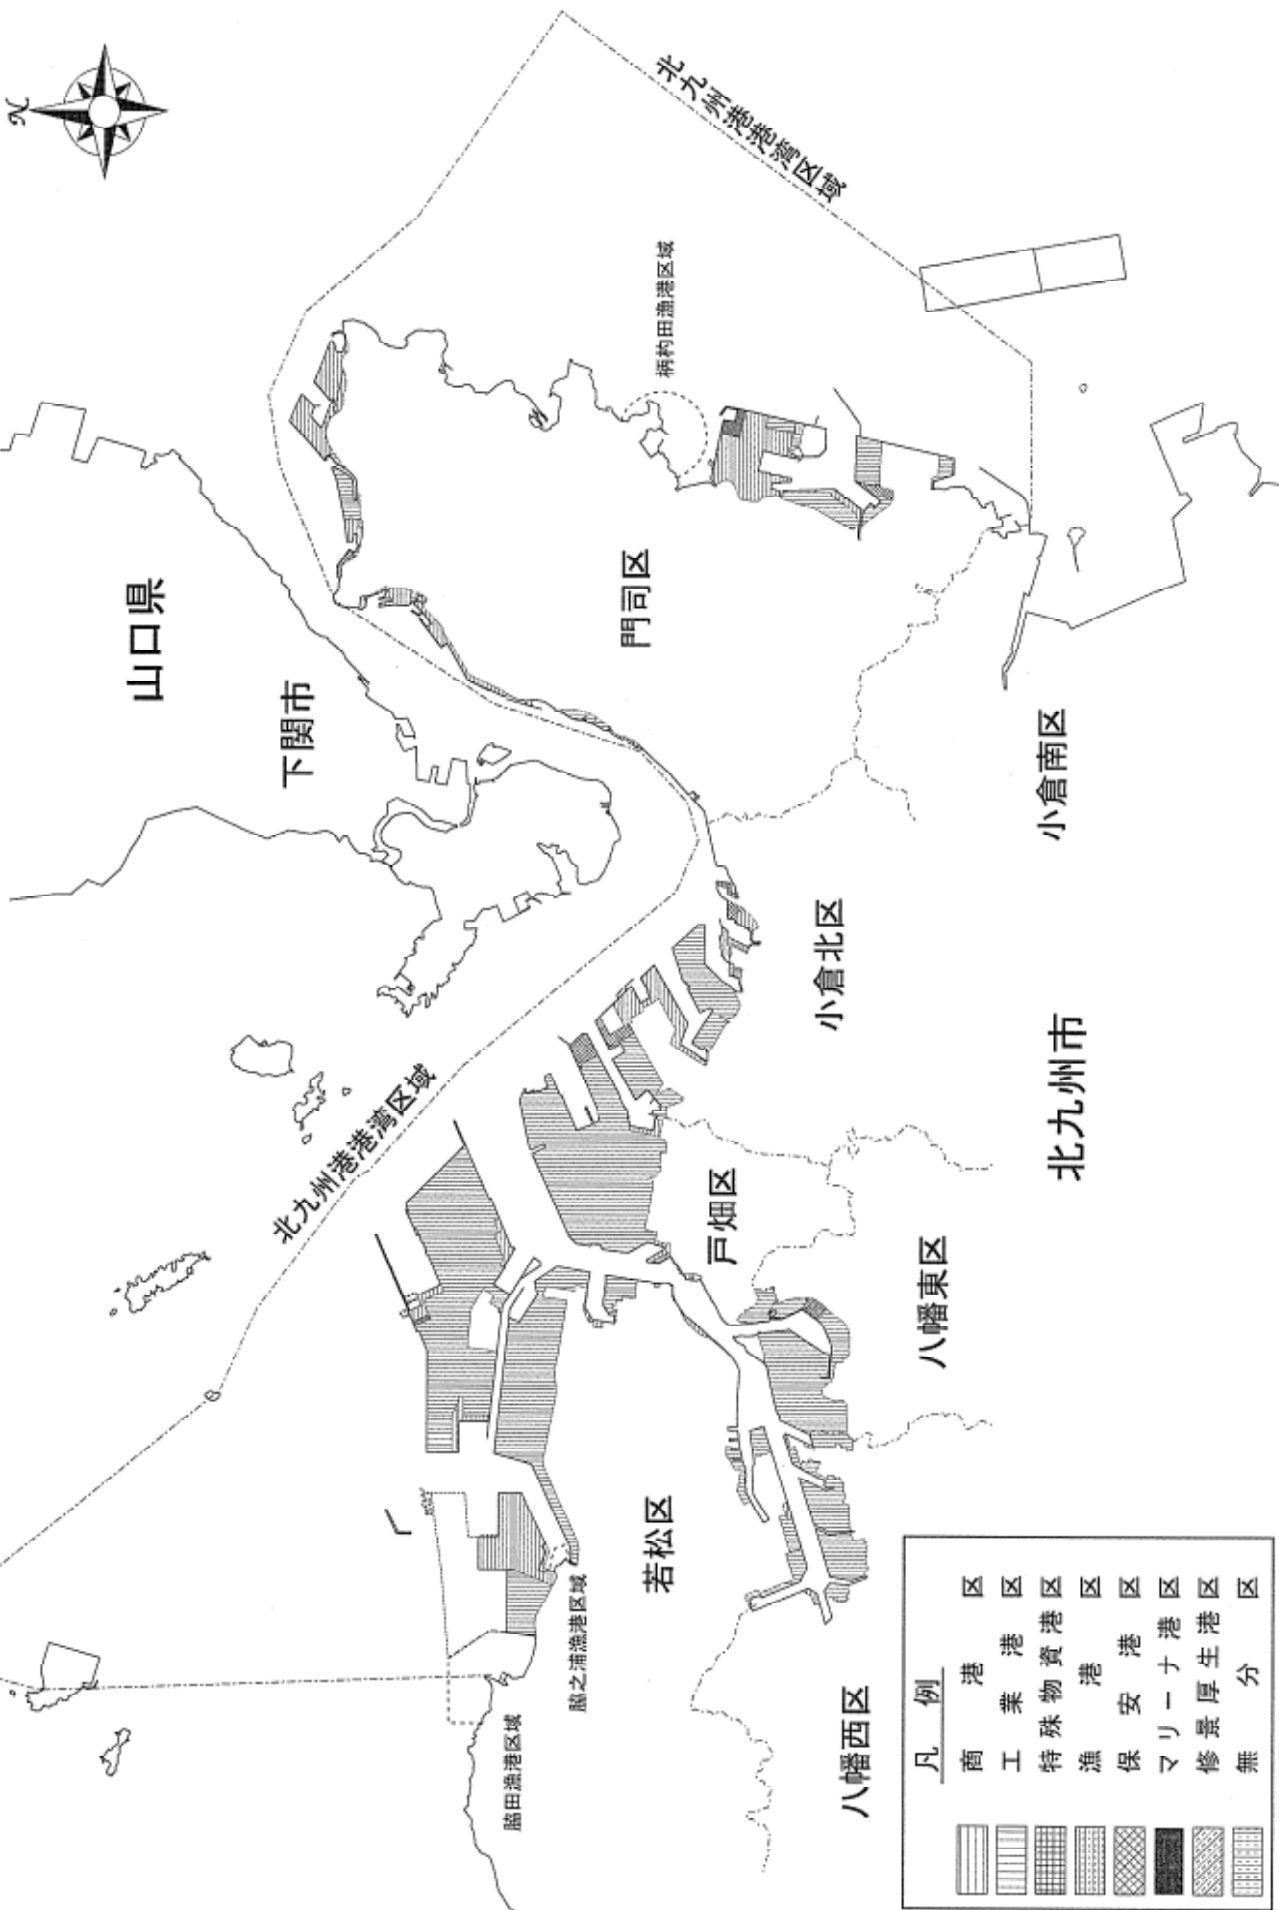 N
北九州港港湾区域
柄杓田漁港区域
山口県
下関市
門司区
小倉南区
小倉北区
北九州市
北九州港港湾区域
戸畑区
八幡東区
若松区
脇之浦漁港区域
脇田漁港区域
八幡西区
凡例
商港区
工業港区
特殊物資港区
漁港区
保安港区
マリーナ港区
修景厚生港区
無分区